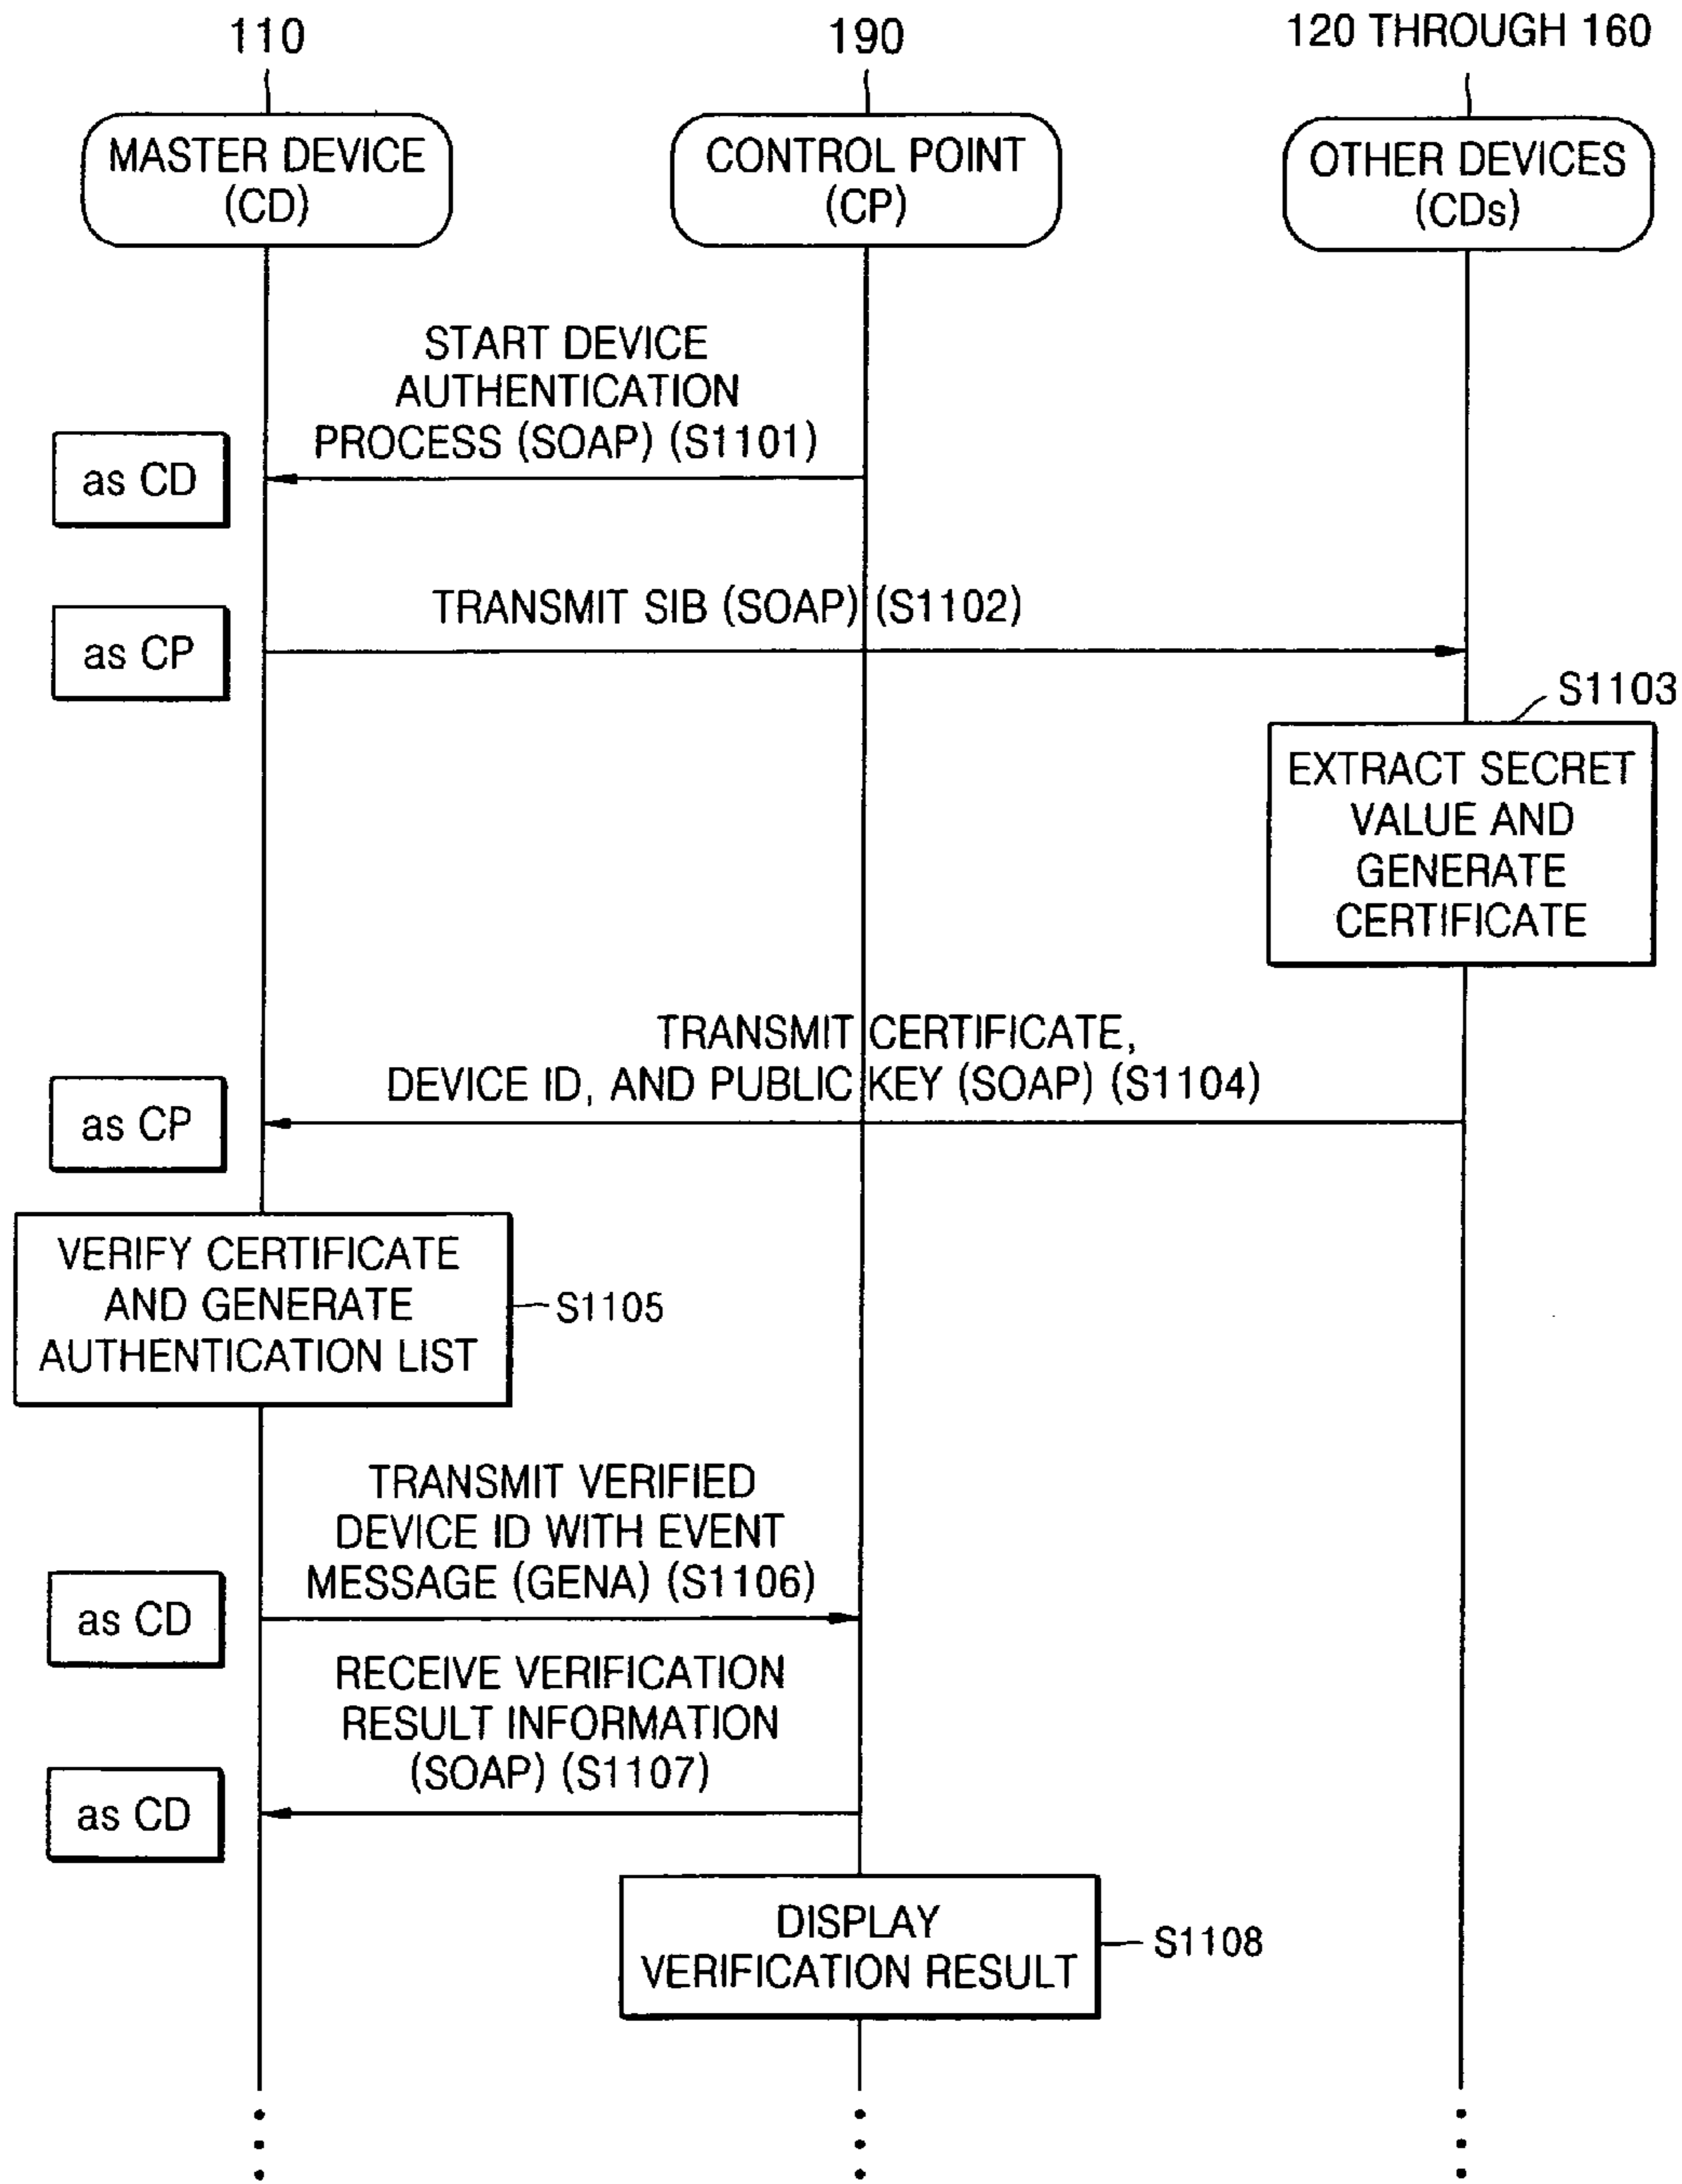 110
190
120 THROUGH 160
MASTER DEVICE
(CD)
CONTROL POINT
(CP)
OTHER DEVICES
(CDs)
START DEVICE
AUTHENTICATION
PROCESS (SOAP) (S1101)
as CD
TRANSMIT SIB (SOAP) (S1102)
as CP
S1103
EXTRACT SECRET
VALUE AND
GENERATE
CERTIFICATE
TRANSMIT CERTIFICATE,
DEVICE ID, AND PUBLIC KEY (SOAP) (S1104)
as CP
VERIFY CERTIFICATE
AND GENERATE
AUTHENTICATION LIST
S1105
TRANSMIT VERIFIED
DEVICE ID WITH EVENT
MESSAGE (GENA) (S1106)
as CD
RECEIVE VERIFICATION
RESULT INFORMATION
(SOAP) (S1107)
as CD
DISPLAY
VERIFICATION RESULT
S1108